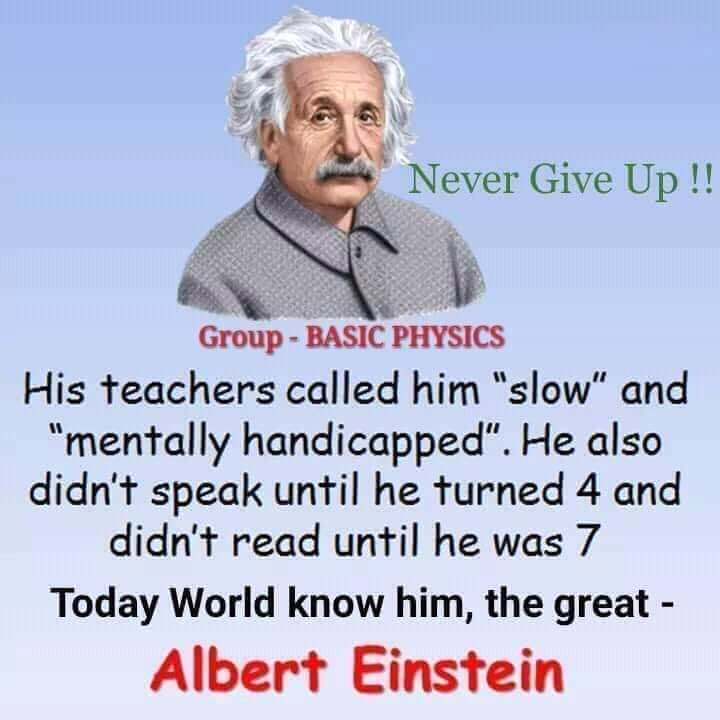 Never Give Up !!
Group - BASIC PHYSICS
His teachers called him "slow" and
"mentally handicapped". He also
didn't speak until he turned 4 and
didn't read until he was 7
Today World know him, the great -
Albert Einstein